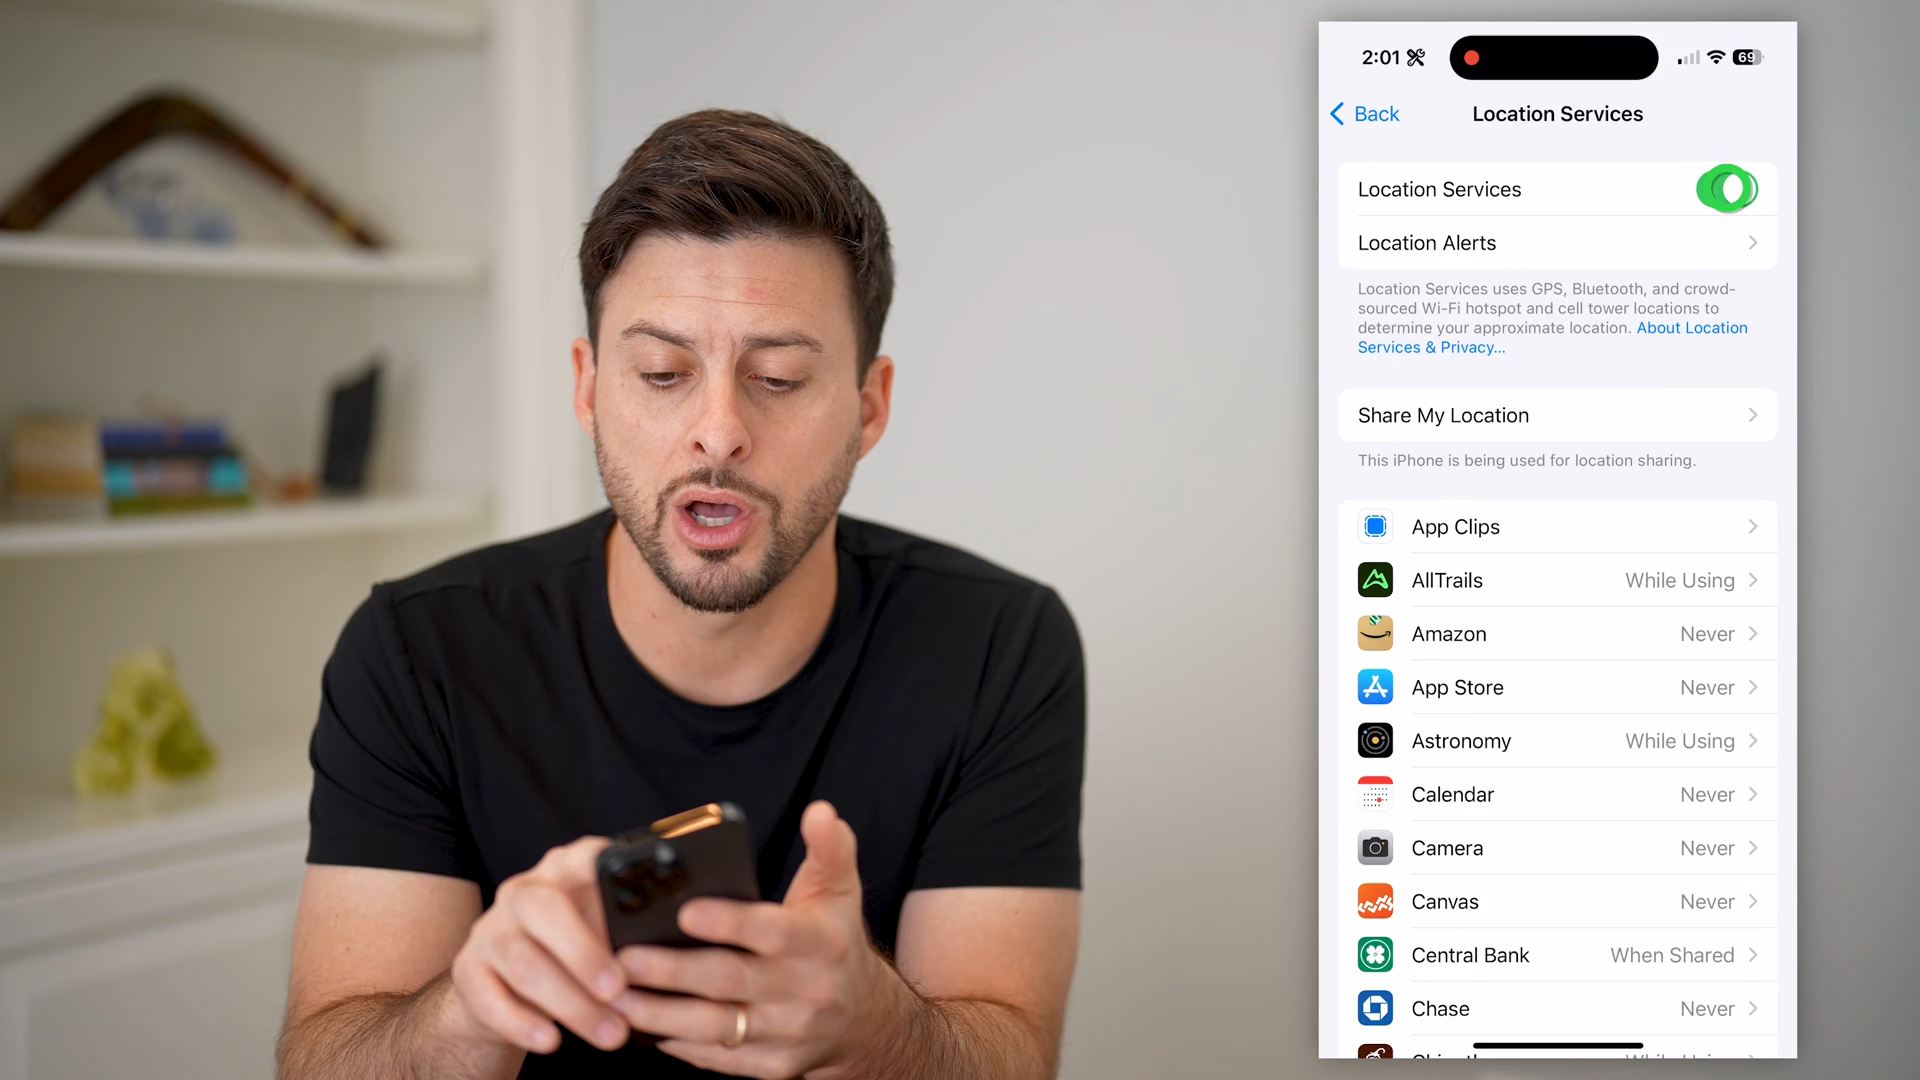 2:01
69
Back
Location Services
Location Services
Location Alerts
Location Services uses GPS, Bluetooth, and crowd-
sourced Wi-Fi hotspot and cell tower locations to
determine your approximate location. About Location
Services & Privacy...
Share My Location
This iPhone is being used for location sharing.
App Clips
AllTrails While Using
Amazon Never
App Store Never
Astronomy While Using
Calendar Never
Camera Never
Canvas Never
Central Bank When Shared
Chase Never